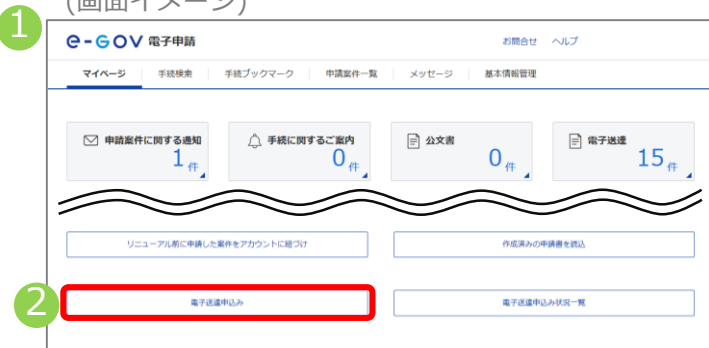 (画面イメージ)
1
e-GOV 電子申請
お問合せ ヘルプ
マイページ 手続検索 手続ブックマーク 申請案件一覧 メッセージ 基本情報管理
申請案件に関する通知 手続に関するご案内 公文書 電子送達
1件 0件 0件 15件
リニューアル前に申請した案件をアカウントに紐づけ 作成済みの申請書を読込
2
電子送達申込み 電子送達申込み状況一覧